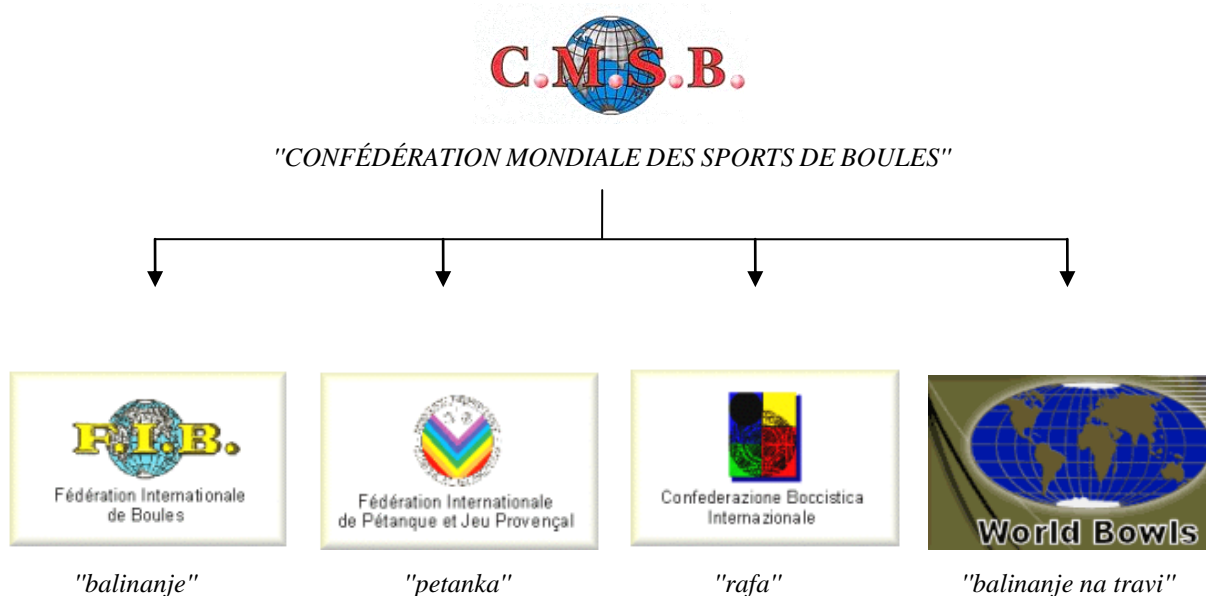 C.M.S.B.
"CONFÉDÉRATION MONDIALE DES SPORTS DE BOULES"
F.I.B.
Fédération Internationale
de Boules
Fédération Internationale
de Pétanque et Jeu Provençal
Confederazione Boccistica
Internazionale
World Bowls
"balinanje"
"petanka"
"rafa"
"balinanje na travi"